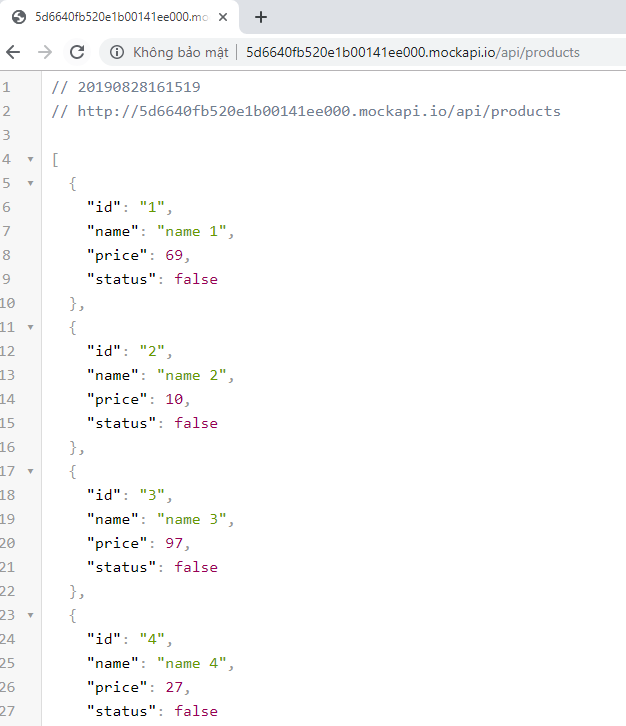 5d6640fb520e1b00141ee000.mo
Không bảo mật | 5d6640fb520e1b00141ee000.mockapi.io/api/products
1 // 20190828161519
2 // http://5d6640fb520e1b00141ee000.mockapi.io/api/products
3
4 [
5 {
6 "id": "1",
7 "name": "name 1",
8 "price": 69,
9 "status": false
10 },
11 {
12 "id": "2",
13 "name": "name 2",
14 "price": 10,
15 "status": false
16 },
17 {
18 "id": "3",
19 "name": "name 3",
20 "price": 97,
21 "status": false
22 },
23 {
24 "id": "4",
25 "name": "name 4",
26 "price": 27,
27 "status": false